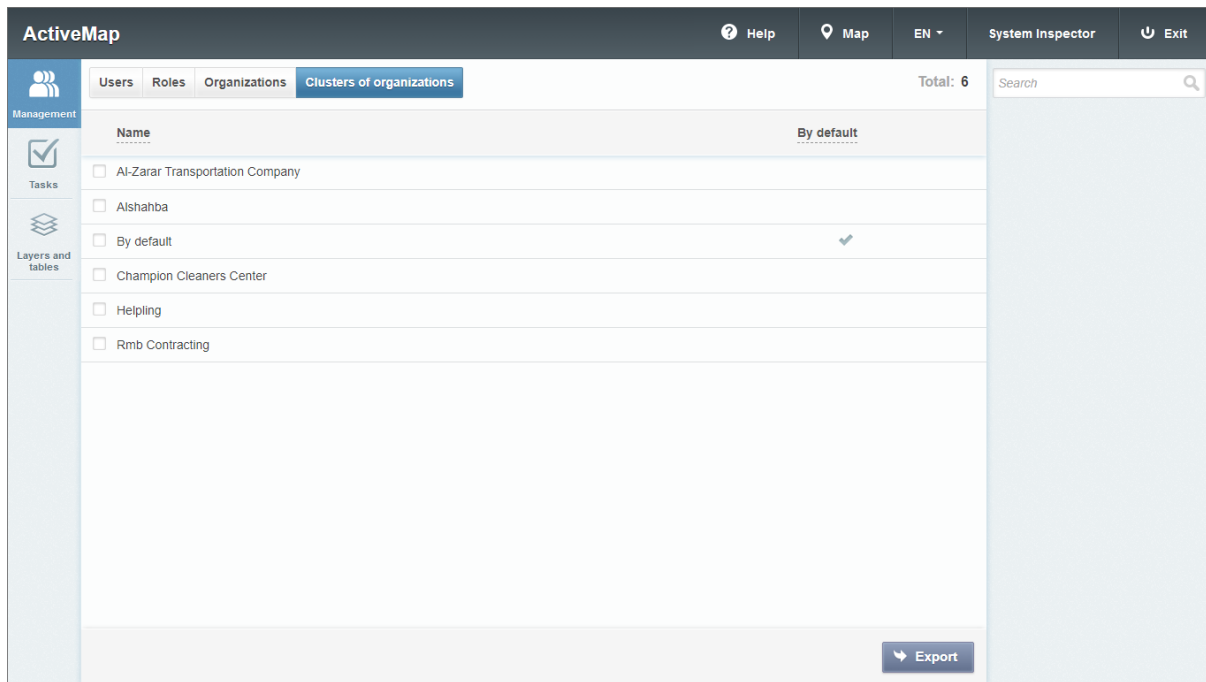 ActiveMap
Help
Map
EN
System Inspector
Exit
Management
Tasks
Layers and
tables
Users
Roles
Organizations
Clusters of organizations
Total: 6
Search
Name
By default
Al-Zarar Transportation Company
Alshahba
By default
Champion Cleaners Center
Helpling
Rmb Contracting
Export